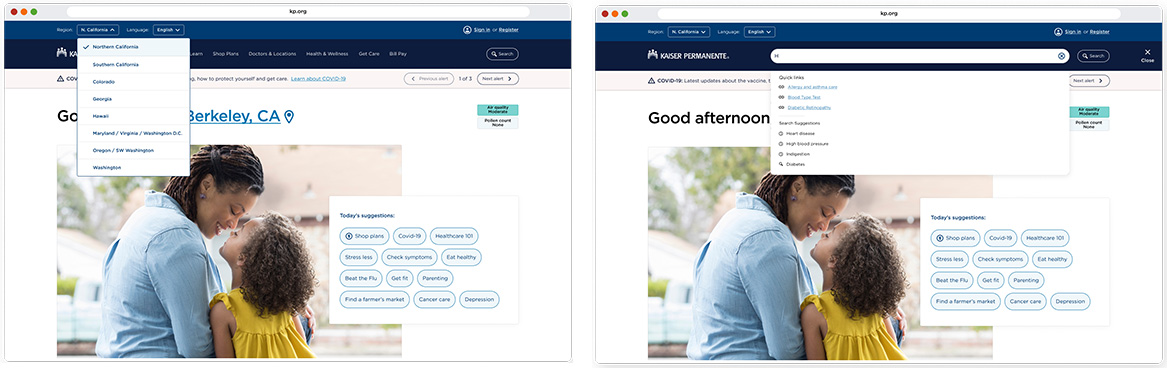 kp.org
Region:
N. California
Language:
English
Sign in or Register
Northern California
Southern California
Colorado
Georgia
Hawaii
Maryland / Virginia / Washington D.C.
Oregon / SW Washington
Washington
Learn
Shop Plans
Doctors & Locations
Health & Wellness
Get Care
Bill Pay
Search
ng, how to protect yourself and get care. Learn about COVID-19
Previous alert
1 of 3
Next alert
Go
Berkeley, CA
Air quality
Moderate
Pollen count
None
Today's suggestions:
Shop plans
Covid-19
Healthcare 101
Stress less
Check symptoms
Eat healthy
Beat the Flu
Get fit
Parenting
Find a farmer's market
Cancer care
Depression
kp.org
Region:
N. California
Language:
English
Sign in or Register
KAISER PERMANENTE®
H
Search
Close
COVID-19: Latest updates about the vaccine,
Next alert
Quick links
Allergy and asthma care
Blood Type Test
Diabetic Retinopathy
Search Suggestions
Heart disease
High blood pressure
Indigestion
Diabetes
Good afternoon
Air quality
Moderate
Pollen count
None
Today's suggestions:
Shop plans
Covid-19
Healthcare 101
Stress less
Check symptoms
Eat healthy
Beat the Flu
Get fit
Parenting
Find a farmer's market
Cancer care
Depression